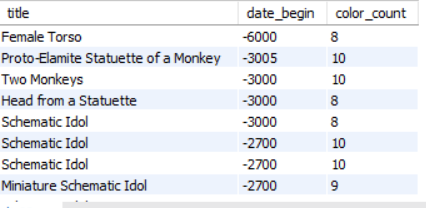 title date_begin color_count
Female Torso -6000 8
Proto-Elamite Statuette of a Monkey -3005 10
Two Monkeys -3000 10
Head from a Statuette -3000 8
Schematic Idol -3000 8
Schematic Idol -2700 10
Schematic Idol -2700 10
Miniature Schematic Idol -2700 9